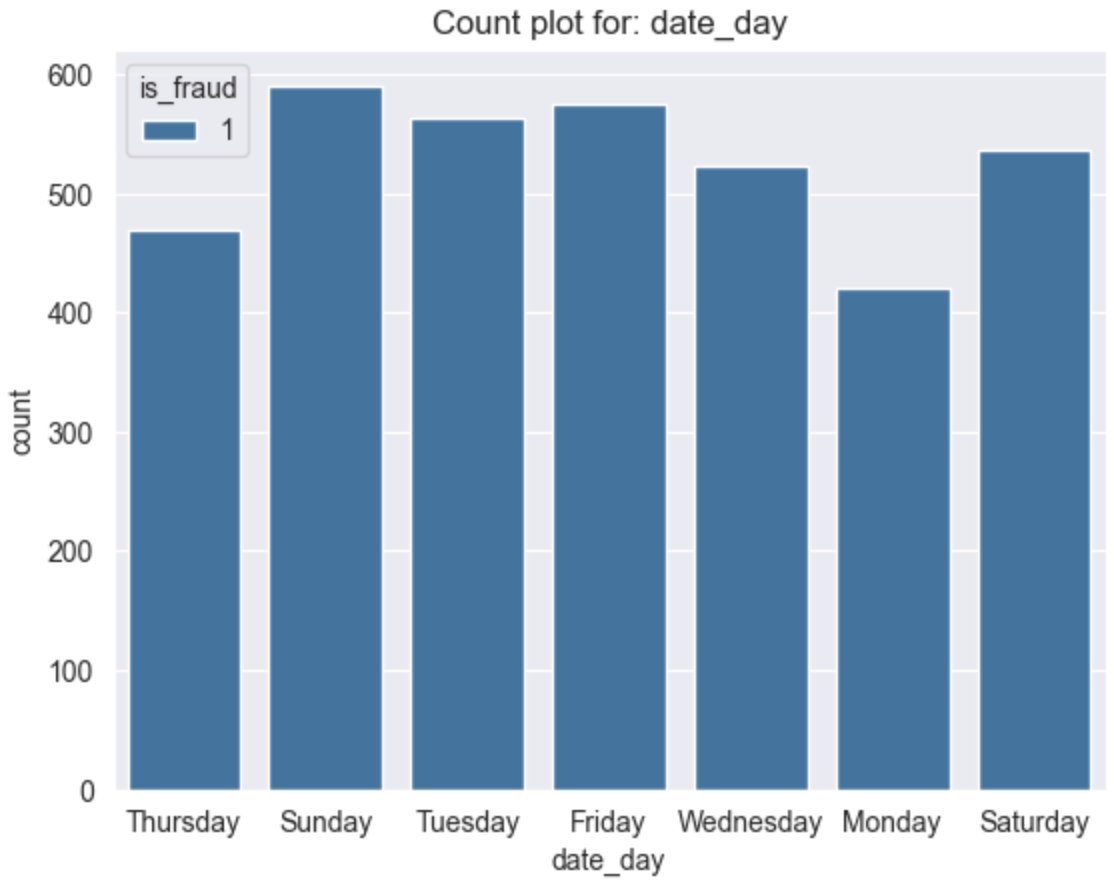 Count plot for: date_day
is_fraud
1
600
500
400
300
200
100
0
count
Thursday Sunday Tuesday Friday Wednesday Monday Saturday
date_day